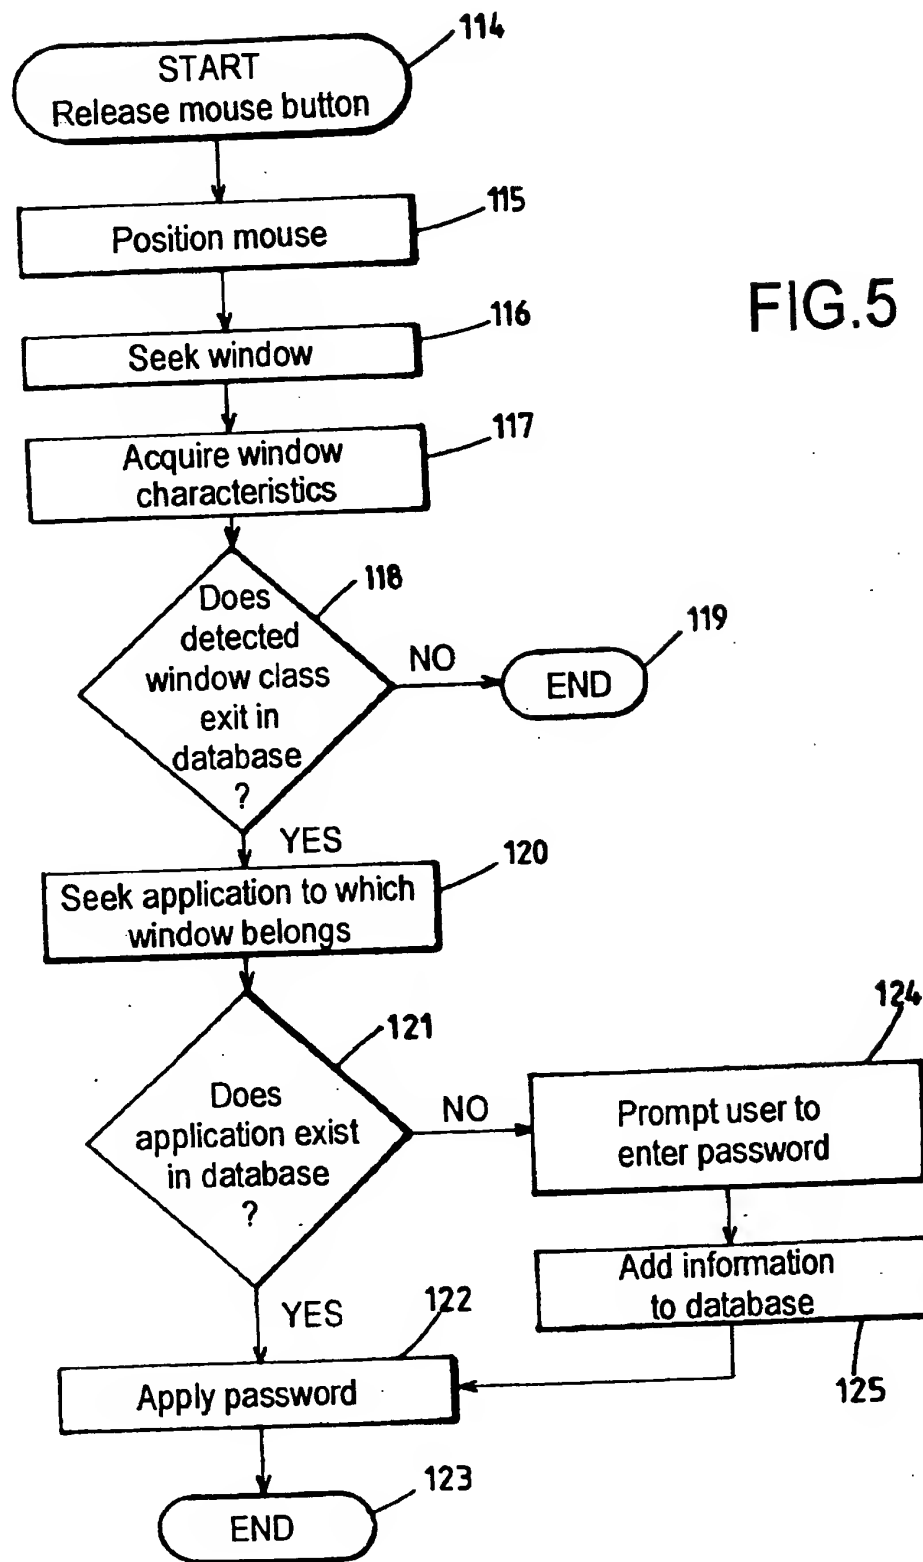 114
START
Release mouse button
115
Position mouse
FIG.5
116
Seek window
117
Acquire window
characteristics
118
Does
detected
window class
exit in
database
?
NO
119
END
YES
120
Seek application to which
window belongs
121
Does
application exist
in database
?
NO
124
Prompt user to
enter password
Add information
to database
125
YES
122
Apply password
123
END